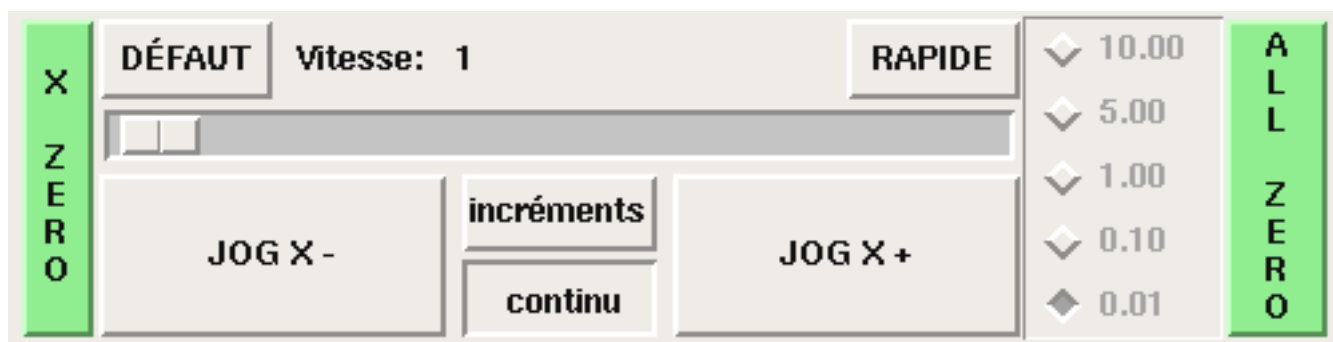 X ZERO
DÉFAUT Vitesse: 1 RAPIDE
JOG X -
incréments
continu
JOG X +
10.00
5.00
1.00
0.10
0.01
ALL ZERO